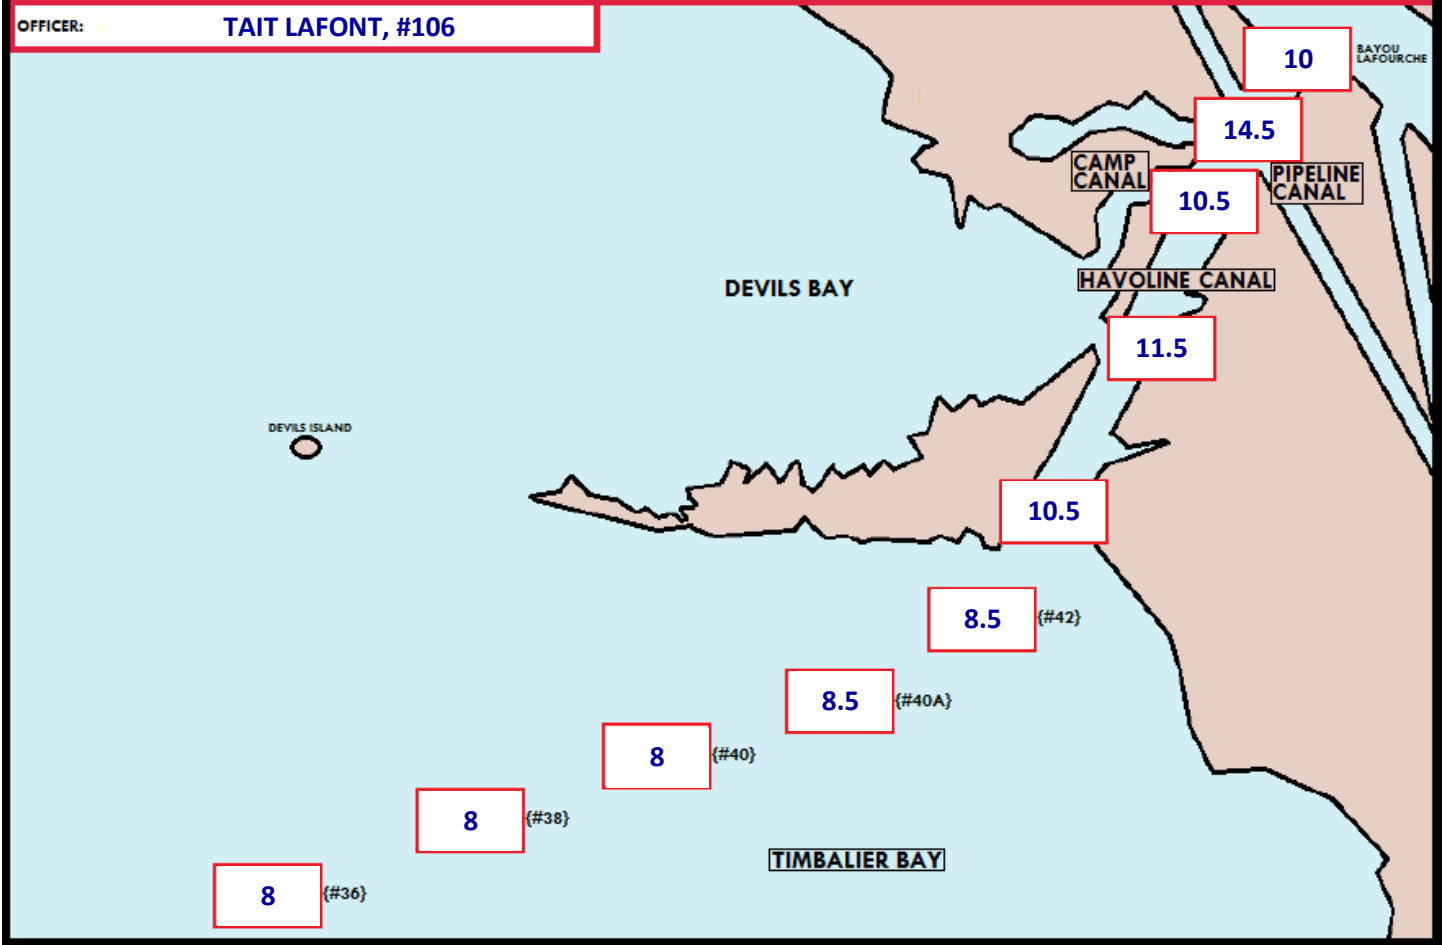 OFFICER: TAIT LAFONT, #106
10
BAYOU
LAFOURCHE
14.5
CAMP
CANAL
PIPELINE
CANAL
10.5
DEVILS BAY
HAVOLINE CANAL
11.5
DEVILS ISLAND
10.5
8.5 {#42}
8.5 {#40A}
8 {#40}
8 {#38}
TIMBALIER BAY
8 {#36}